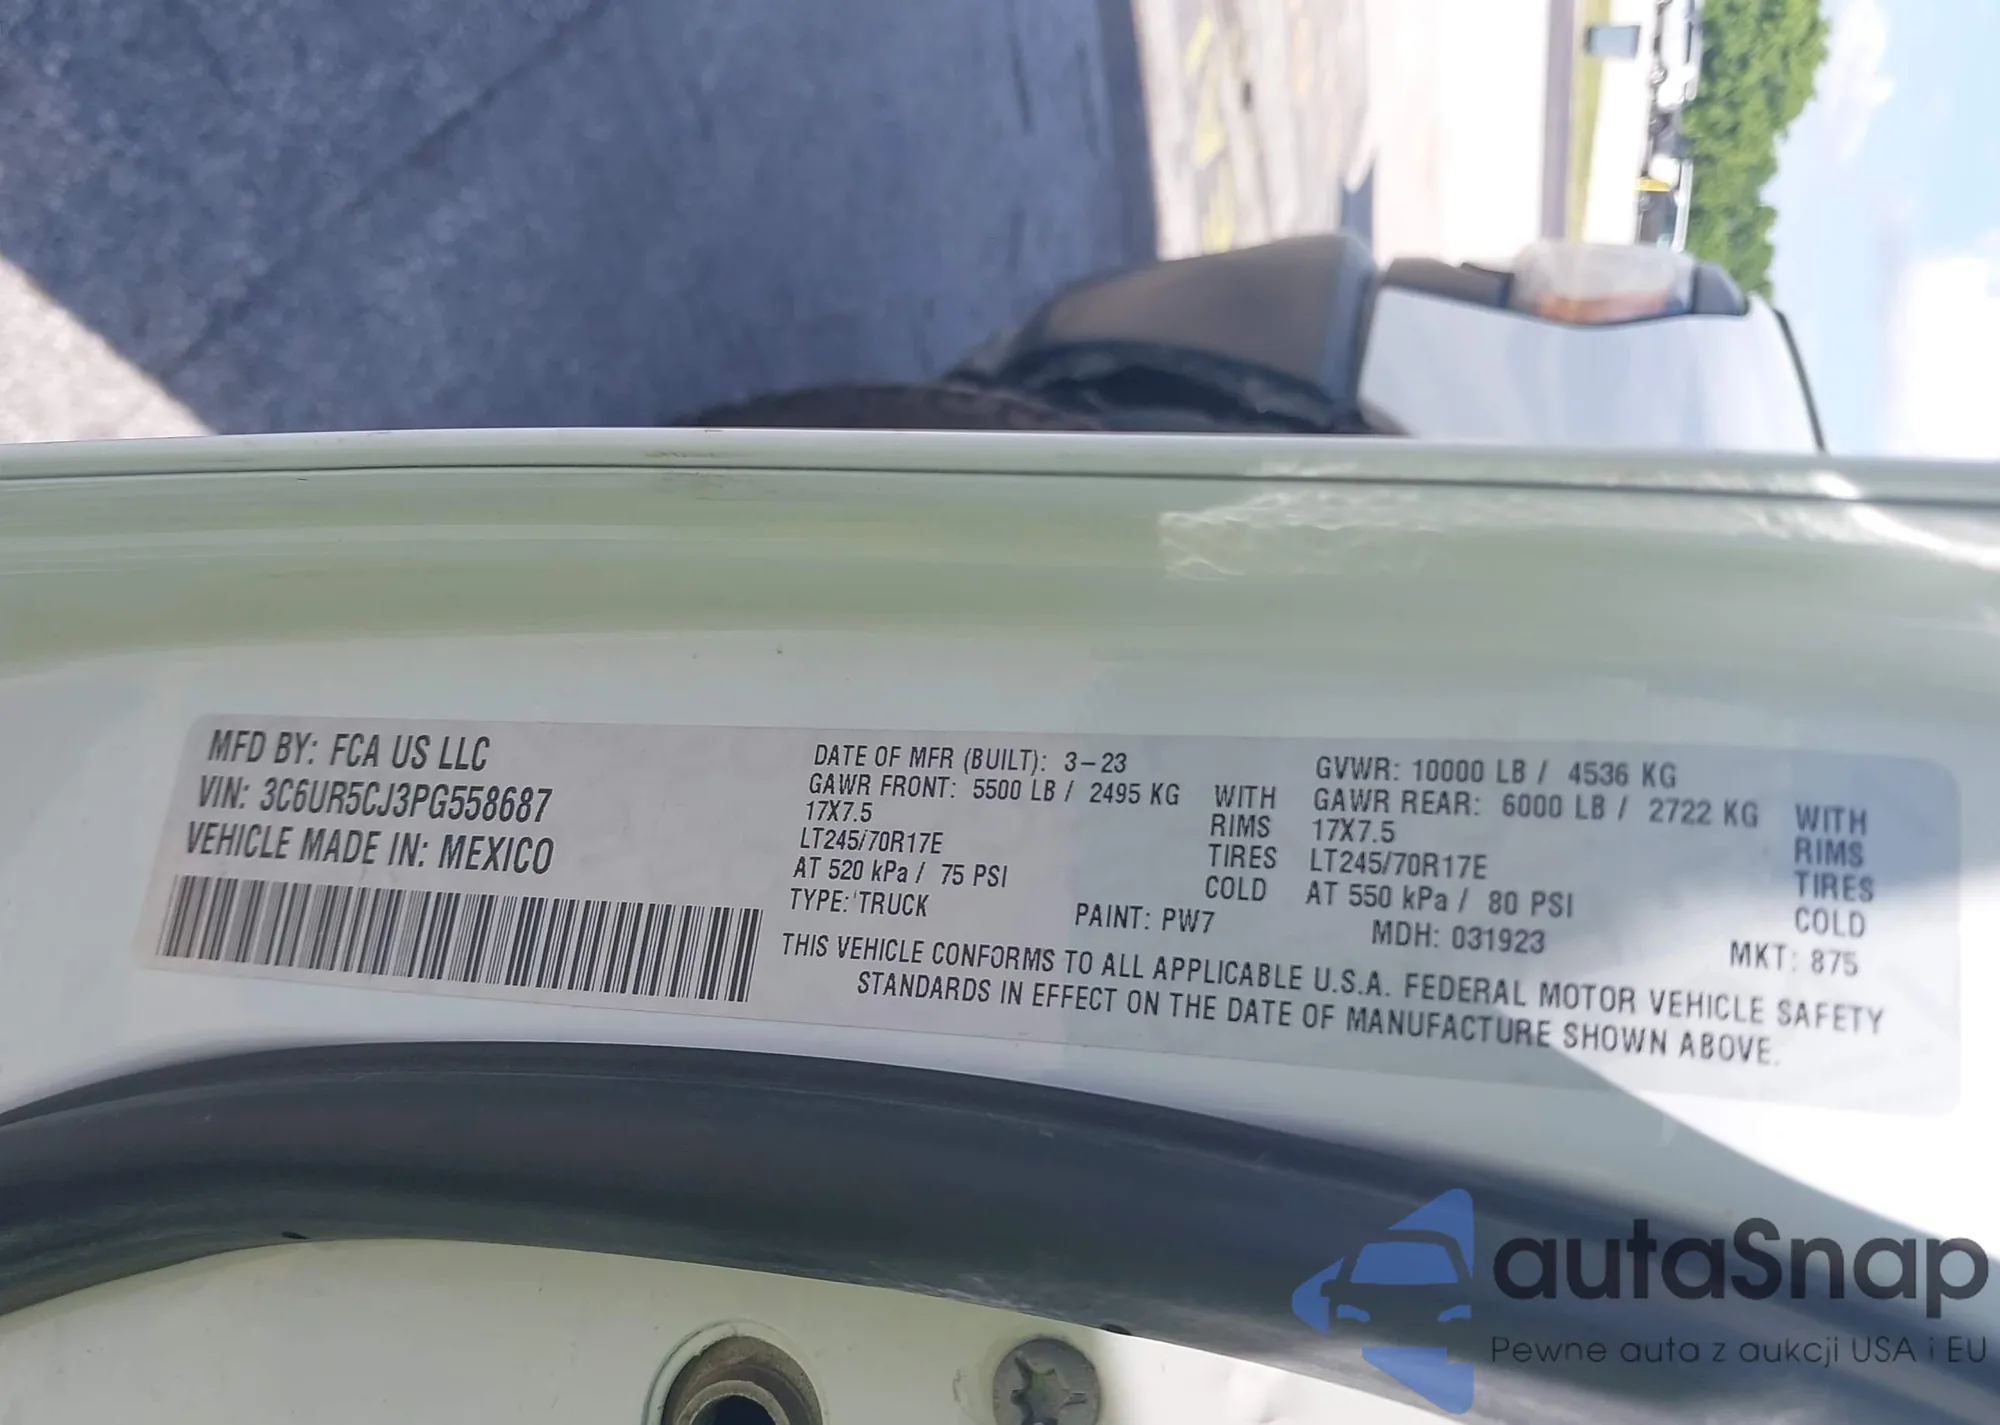 MFD BY: FCA US LLC
VIN: 3C6UR5CJ3PG558687
VEHICLE MADE IN: MEXICO
DATE OF MFR (BUILT): 3-23
GAWR FRONT: 5500 LB / 2495 KG WITH
17X7.5 RIMS
LT245/70R17E TIRES
AT 520 kPa / 75 PSI COLD
TYPE: TRUCK
GVWR: 10000 LB / 4536 KG
GAWR REAR: 6000 LB / 2722 KG WITH
17X7.5 RIMS
LT245/70R17E TIRES
AT 550 kPa / 80 PSI COLD
PAINT: PW7 MDH: 031923 MKT: 875
THIS VEHICLE CONFORMS TO ALL APPLICABLE U.S.A. FEDERAL MOTOR VEHICLE SAFETY
STANDARDS IN EFFECT ON THE DATE OF MANUFACTURE SHOWN ABOVE.
autaSnap
Pewne auta z aukcji USA i EU